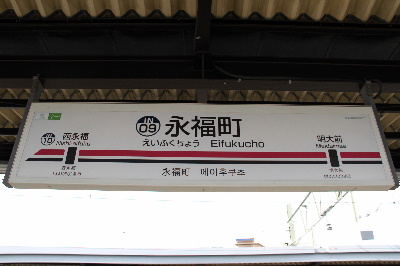 IN
09
永福町
えいふくちょう Eifukucho
IN
10
西永福
Nishi-eifuku
明大前
Meidaimae
永福町 에이후쿠초